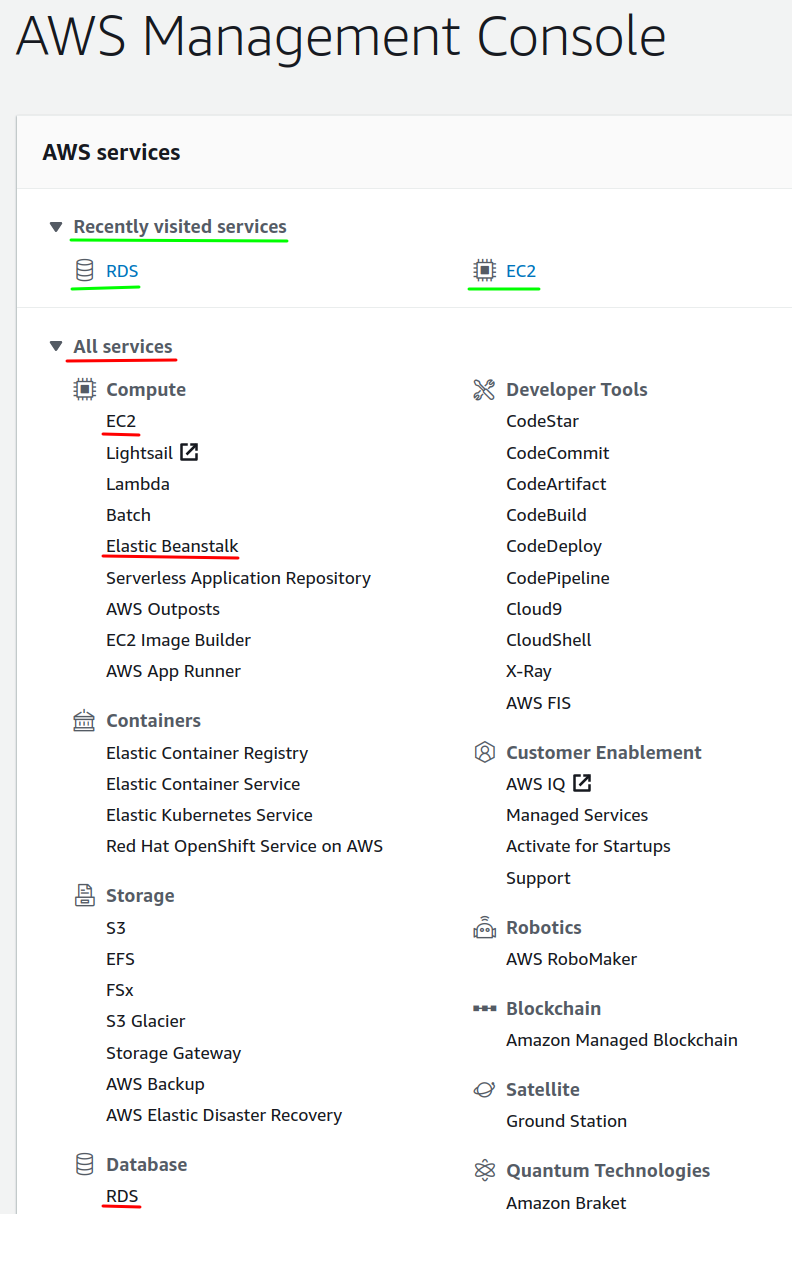 AWS Management Console
AWS services
Recently visited services
RDS
EC2
All services
Compute
EC2
Lightsail
Lambda
Batch
Elastic Beanstalk
Serverless Application Repository
AWS Outposts
EC2 Image Builder
AWS App Runner
Containers
Elastic Container Registry
Elastic Container Service
Elastic Kubernetes Service
Red Hat OpenShift Service on AWS
Storage
S3
EFS
FSx
S3 Glacier
Storage Gateway
AWS Backup
AWS Elastic Disaster Recovery
Database
RDS
Developer Tools
CodeStar
CodeCommit
CodeArtifact
CodeBuild
CodeDeploy
CodePipeline
Cloud9
CloudShell
X-Ray
AWS FIS
Customer Enablement
AWS IQ
Managed Services
Activate for Startups
Support
Robotics
AWS RoboMaker
Blockchain
Amazon Managed Blockchain
Satellite
Ground Station
Quantum Technologies
Amazon Braket